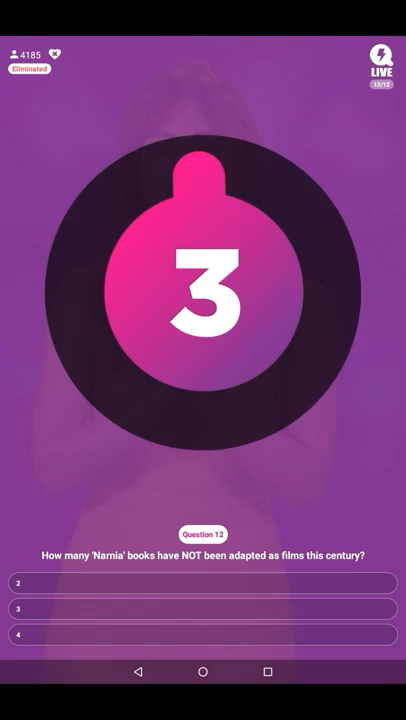 4185
Eliminated
LIVE
12/12
3
Question 12
How many 'Narnia' books have NOT been adapted as films this century?
2
3
4